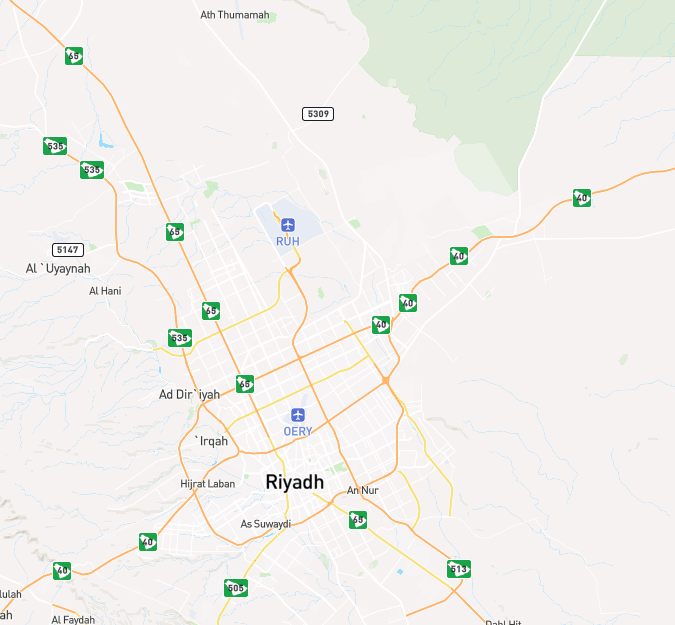 Ath Thumamah
65
5309
535
535
40
65
RUH
5147
40
Al `Uyaynah
Al Hani
40
65
40
535
65
Ad Dir`iyah
OERY
`Irqah
Riyadh
Hijrat Laban
An Nur
65
As Suwaydi
40
40
513
505
lulah
ah
Al Faydah
Dahl Hit